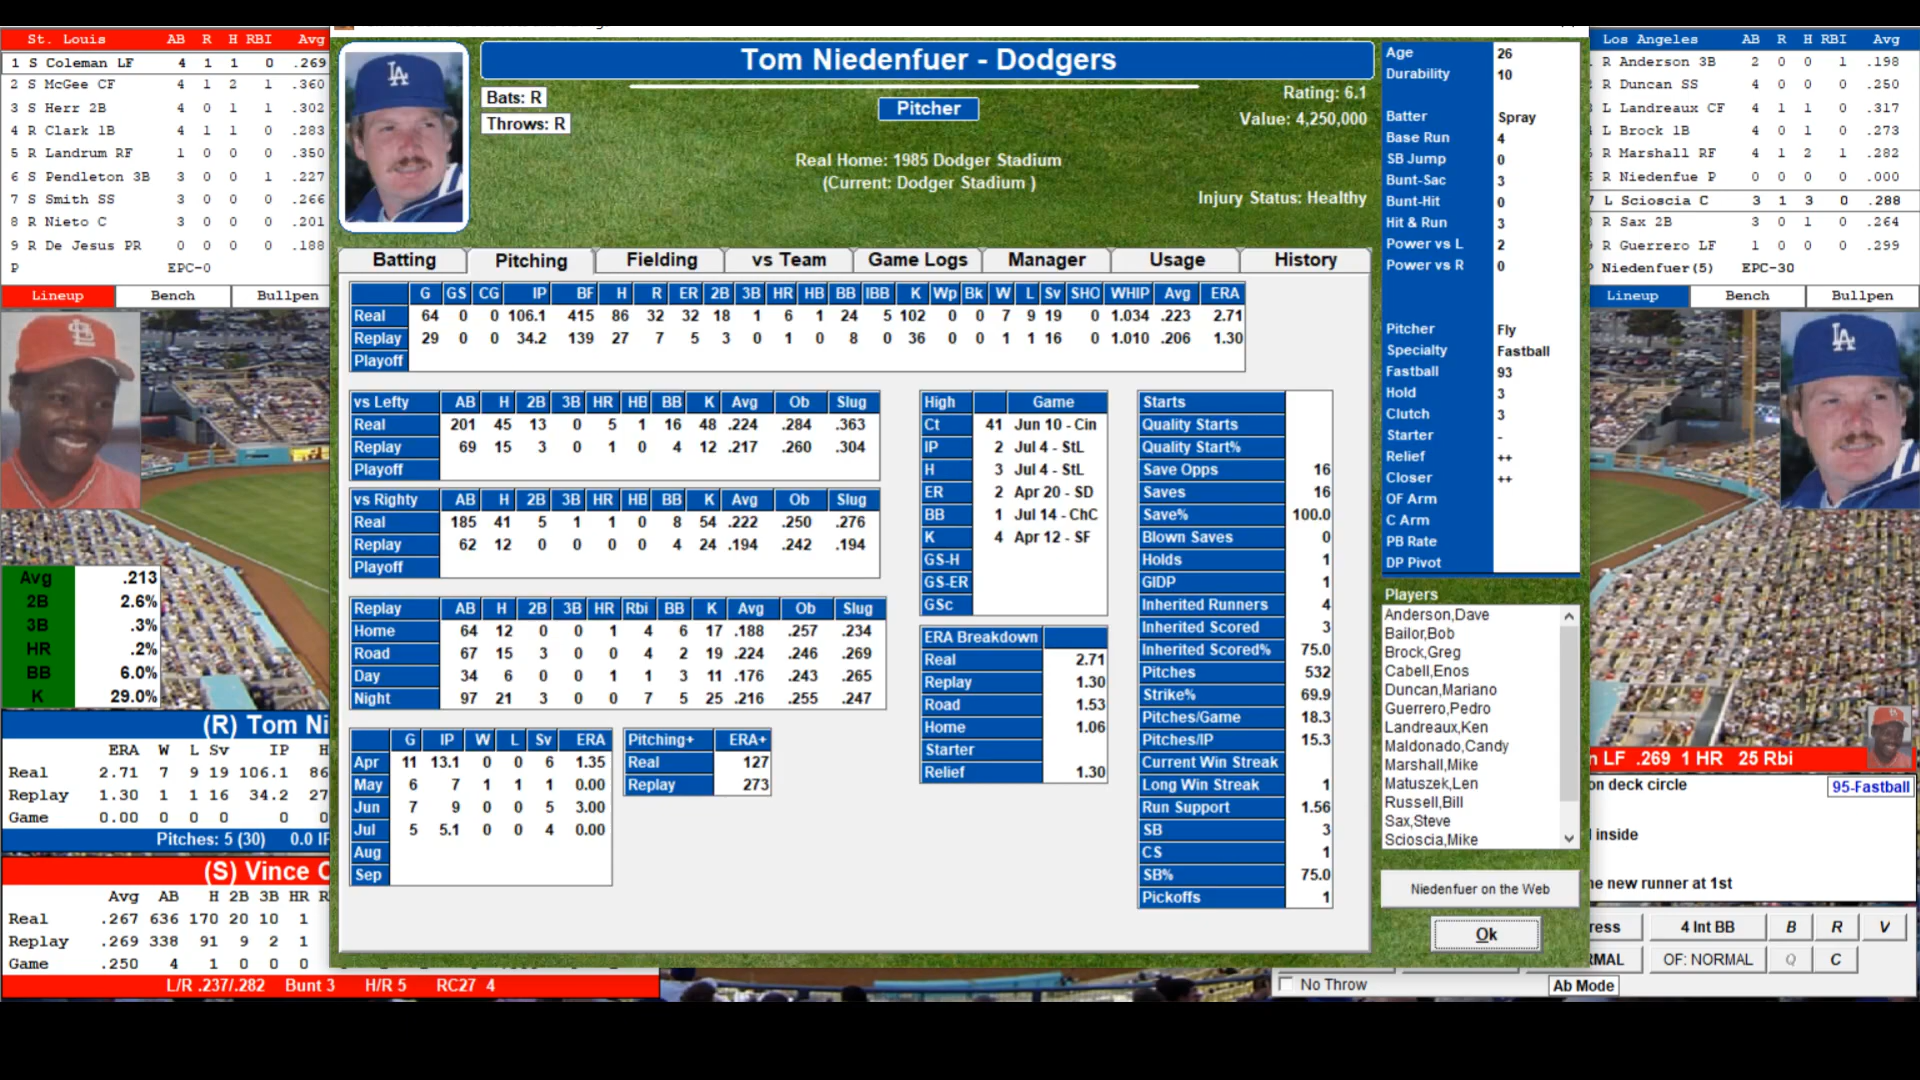 St. Louis AB R H RBI Avg
1 S Coleman LF 4 1 1 0 .269
2 S McGee CF 4 1 2 1 .360
3 S Herr 2B 4 0 1 1 .302
4 R Clark 1B 4 1 1 0 .283
5 R Landrum RF 1 0 0 0 .350
6 S Pendleton 3B 3 0 0 1 .227
7 S Smith SS 3 0 0 0 .266
8 R Nieto C 3 0 0 0 .201
9 R De Jesus PR 0 0 0 0 .188
P EPC-0
Lineup Bench Bullpen
Tom Niedenfuer - Dodgers
Bats: R
Throws: R
Pitcher
Rating: 6.1
Value: 4,250,000
Real Home: 1985 Dodger Stadium
(Current: Dodger Stadium )
Injury Status: Healthy
Batting Pitching Fielding vs Team Game Logs Manager Usage History
G GS CG IP BF H R ER 2B 3B HR HB BB IBB K Wp Bk W L Sv SHO WHIP Avg ERA
Real 64 0 0 106.1 415 86 32 32 18 1 6 1 24 5 102 0 0 7 9 19 0 1.034 .223 2.71
Replay 29 0 0 34.2 139 27 7 5 3 0 1 0 8 0 36 0 0 1 1 16 0 1.010 .206 1.30
Playoff
vs Lefty AB H 2B 3B HR HB BB K Avg Ob Slug
Real 201 45 13 0 5 1 16 48 .224 .284 .363
Replay 69 15 3 0 1 0 4 12 .217 .260 .304
Playoff
vs Righty AB H 2B 3B HR HB BB K Avg Ob Slug
Real 185 41 5 1 1 0 8 54 .222 .250 .276
Replay 62 12 0 0 0 0 4 24 .194 .242 .194
Playoff
Replay AB H 2B 3B HR Rbi BB K Avg Ob Slug
Home 64 12 0 0 1 4 6 17 .188 .257 .234
Road 67 15 3 0 0 4 2 19 .224 .246 .269
Day 34 6 0 0 1 1 3 11 .176 .243 .265
Night 97 21 3 0 0 7 5 25 .216 .255 .247
G IP W L Sv ERA
Apr 11 13.1 0 0 6 1.35
May 6 7 1 1 1 0.00
Jun 7 9 0 0 5 3.00
Jul 5 5.1 0 0 4 0.00
Aug
Sep
Pitching+ ERA+
Real 127
Replay 273
High Game
Ct 41 Jun 10 - Cin
IP 2 Jul 4 - StL
H 3 Jul 4 - StL
ER 2 Apr 20 - SD
BB 1 Jul 14 - ChC
K 4 Apr 12 - SF
GS-H
GS-ER
GSc
ERA Breakdown
Real 2.71
Replay 1.30
Road 1.53
Home 1.06
Starter
Relief 1.30
Starts
Quality Starts
Quality Start%
Save Opps 16
Saves 16
Save% 100.0
Blown Saves 0
Holds 1
GIDP 1
Inherited Runners 4
Inherited Scored 3
Inherited Scored% 75.0
Pitches 532
Strike% 69.9
Pitches/Game 18.3
Pitches/IP 15.3
Current Win Streak
Long Win Streak 1
Run Support 1.56
SB 3
CS 1
SB% 75.0
Pickoffs 1
Age 26
Durability 10
Batter Spray
Base Run 4
SB Jump 0
Bunt-Sac 3
Bunt-Hit 0
Hit & Run 3
Power vs L 2
Power vs R 0
Pitcher Fly
Specialty Fastball
Fastball 93
Hold 3
Clutch 3
Starter -
Relief ++
Closer ++
OF Arm
C Arm
PB Rate
DP Pivot
Players
Anderson,Dave
Bailor,Bob
Brock,Greg
Cabell,Enos
Duncan,Mariano
Guerrero,Pedro
Landreaux,Ken
Maldonado,Candy
Marshall,Mike
Matuszek,Len
Russell,Bill
Sax,Steve
Scioscia,Mike
Niedenfuer on the Web
Ok
Los Angeles AB R H RBI Avg
R Anderson 3B 2 0 0 1 .198
R Duncan SS 4 0 0 0 .250
L Landreaux CF 4 1 1 0 .317
L Brock 1B 4 0 1 0 .273
R Marshall RF 4 1 2 1 .282
R Niedenfue P 0 0 0 0 .000
L Scioscia C 3 1 3 0 .288
R Sax 2B 3 0 1 0 .264
R Guerrero LF 1 0 0 0 .299
P Niedenfuer(5) EPC-30
Lineup Bench Bullpen
Avg .213
2B 2.6%
3B .3%
HR .2%
BB 6.0%
K 29.0%
(R) Tom Ni
ERA W L Sv IP H
Real 2.71 7 9 19 106.1 86
Replay 1.30 1 1 16 34.2 27
Game 0.00 0 0 0 0 0
Pitches: 5 (30) 0.0 IP
(S) Vince C
Avg AB H 2B 3B HR R
Real .267 636 170 20 10 1
Replay .269 338 91 9 2 1
Game .250 4 1 0 0 0
L/R .237/.282 Bunt 3 H/R 5 RC27 4
n LF .269 1 HR 25 Rbi
on deck circle
95-Fastball
inside
ne new runner at 1st
ress 4 Int BB B R V
RMAL OF: NORMAL Q C
No Throw Ab Mode